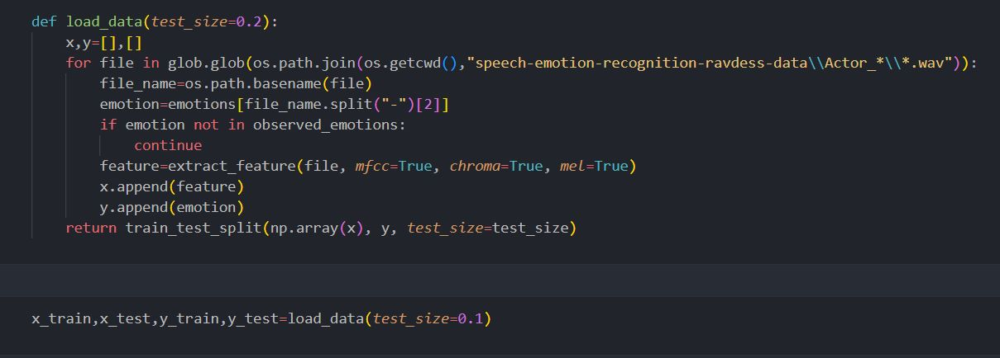 def load_data(test_size=0.2):
    x,y=[],[]
    for file in glob.glob(os.path.join(os.getcwd(),"speech-emotion-recognition-ravdess-data\\Actor_*\\*.wav")):
        file_name=os.path.basename(file)
        emotion=emotions[file_name.split("-")[2]]
        if emotion not in observed_emotions:
            continue
        feature=extract_feature(file, mfcc=True, chroma=True, mel=True)
        x.append(feature)
        y.append(emotion)
    return train_test_split(np.array(x), y, test_size=test_size)
x_train,x_test,y_train,y_test=load_data(test_size=0.1)